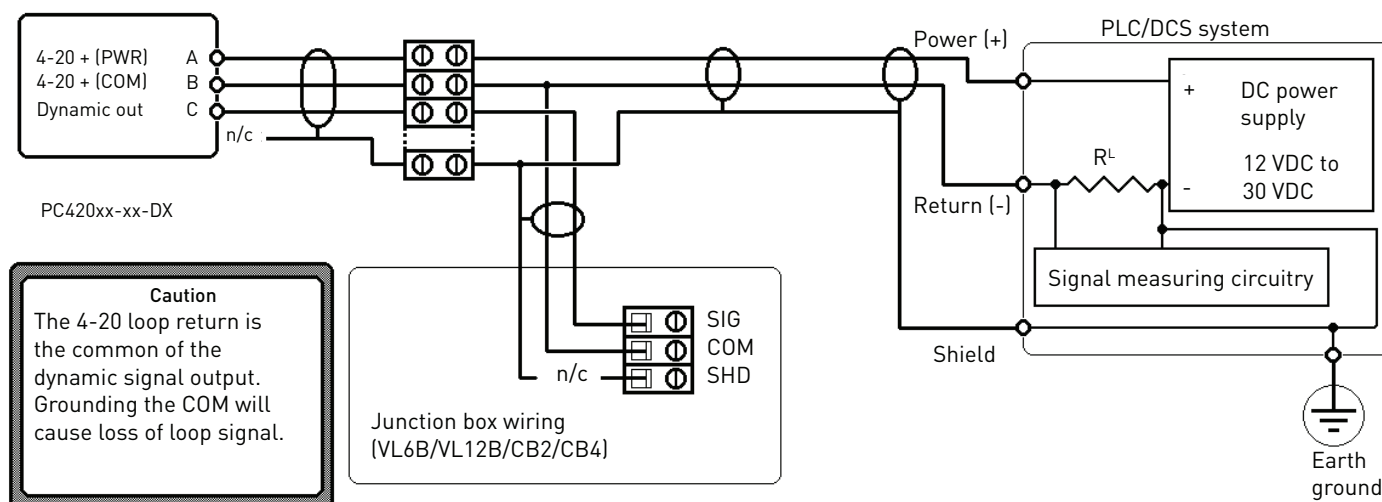 4-20 + (PWR) A
4-20 + (COM) B
Dynamic out C
n/c
PC420xx-xx-DX
Power (+)
Return (-)
Shield
PLC/DCS system
+
DC power
supply
12 VDC to
30 VDC
-
RL
Signal measuring circuitry
Earth
ground
Caution
The 4-20 loop return is
the common of the
dynamic signal output.
Grounding the COM will
cause loss of loop signal.
SIG
COM
SHD
n/c
Junction box wiring
(VL6B/VL12B/CB2/CB4)